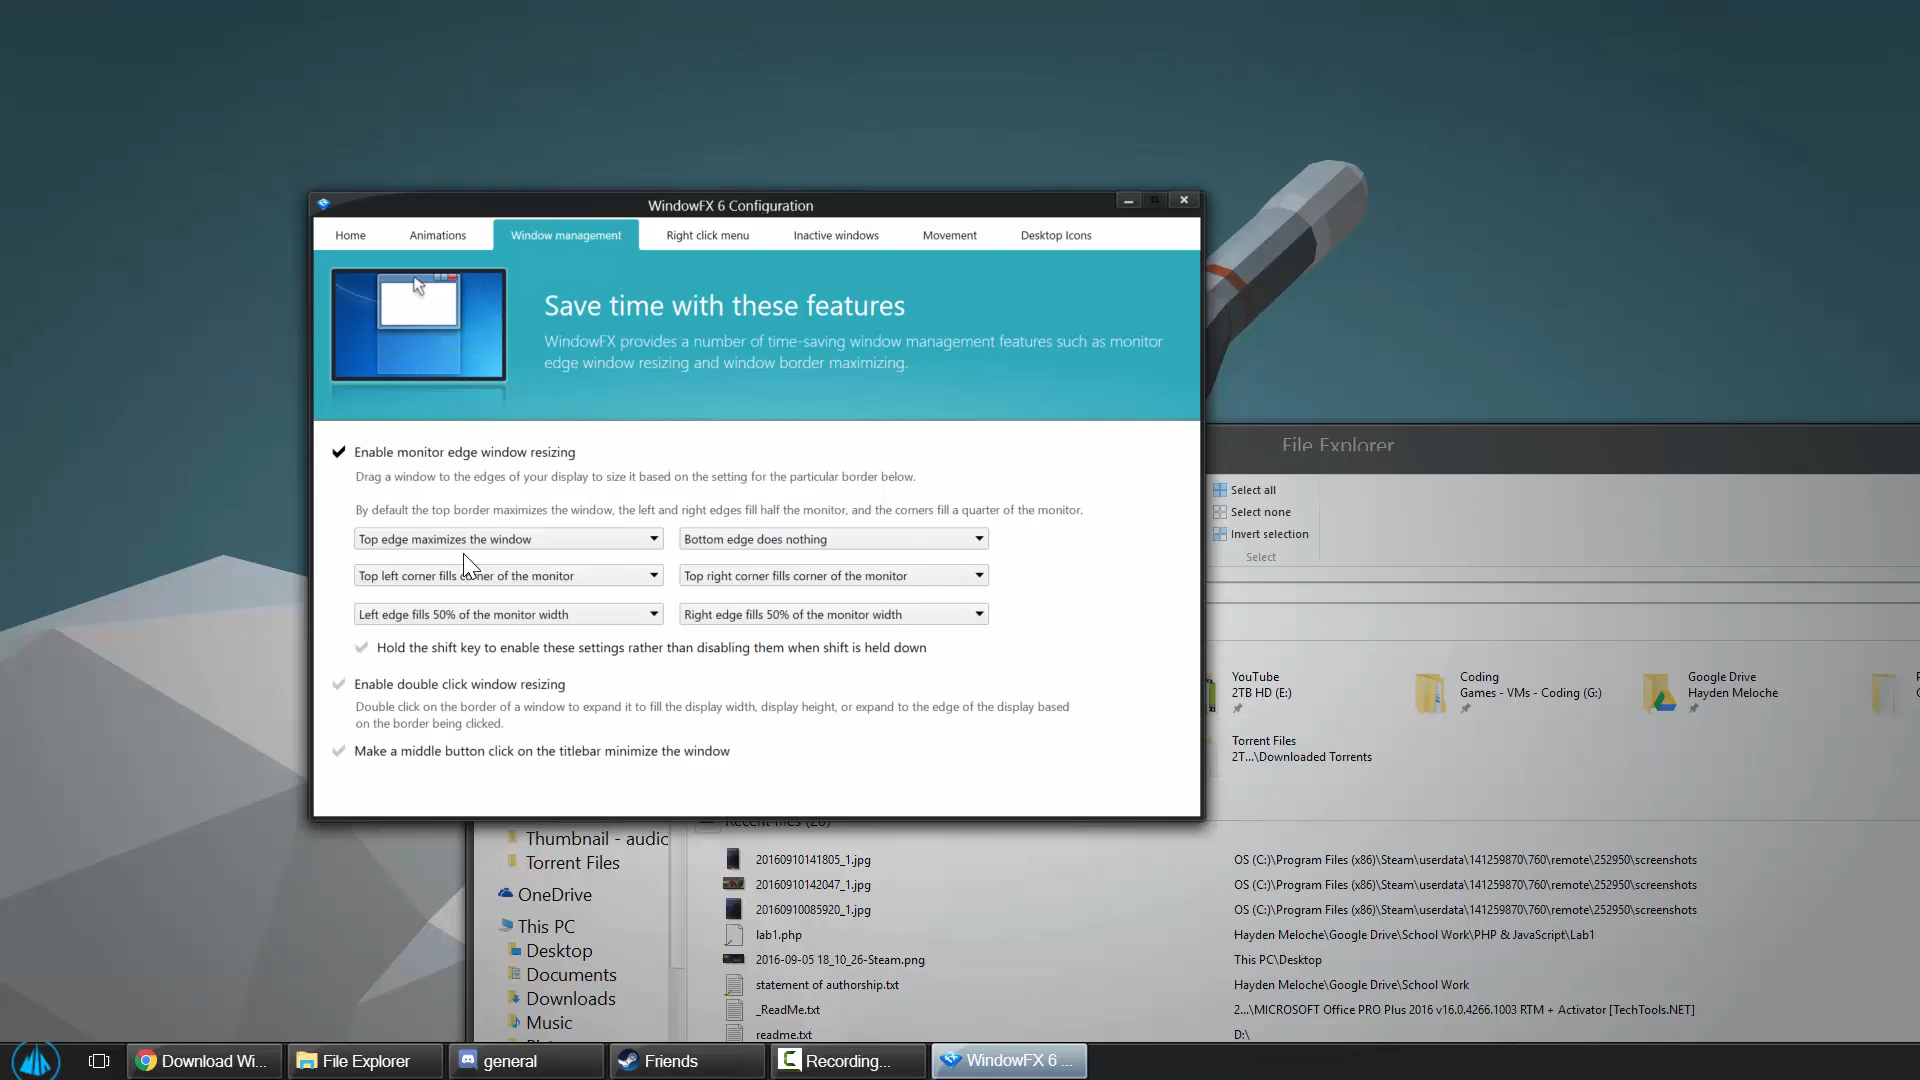 WindowFX 6 Configuration
Home
Animations
Window management
Right click menu
Inactive windows
Movement
Desktop Icons
Save time with these features
WindowFX provides a number of time-saving window management features such as monitor
edge window resizing and window border maximizing.
Enable monitor edge window resizing
Drag a window to the edges of your display to size it based on the setting for the particular border below.
By default the top border maximizes the window, the left and right edges fill half the monitor, and the corners fill a quarter of the monitor.
Top edge maximizes the window
Bottom edge does nothing
Top left corner fills corner of the monitor
Top right corner fills corner of the monitor
Left edge fills 50% of the monitor width
Right edge fills 50% of the monitor width
Hold the shift key to enable these settings rather than disabling them when shift is held down
Enable double click window resizing
Double click on the border of a window to expand it to fill the display width, display height, or expand to the edge of the display based
on the border being clicked.
Make a middle button click on the titlebar minimize the window
File Explorer
Select all
Select none
Invert selection
Select
YouTube
2TB HD (E:)
Coding
Games - VMs - Coding (G:)
Google Drive
Hayden Meloche
Torrent Files
2T...\Downloaded Torrents
Thumbnail - audic
Torrent Files
OneDrive
This PC
Desktop
Documents
Downloads
Music
Recent files (20)
20160910141805_1.jpg
OS (C:)\Program Files (x86)\Steam\userdata\141259870\760\remote\252950\screenshots
20160910142047_1.jpg
OS (C:)\Program Files (x86)\Steam\userdata\141259870\760\remote\252950\screenshots
20160910085920_1.jpg
OS (C:)\Program Files (x86)\Steam\userdata\141259870\760\remote\252950\screenshots
lab1.php
Hayden Meloche\Google Drive\School Work\PHP & JavaScript\Lab1
2016-09-05 18_10_26-Steam.png
This PC\Desktop
statement of authorship.txt
Hayden Meloche\Google Drive\School Work
_ReadMe.txt
2...\MICROSOFT Office PRO Plus 2016 v16.0.4266.1003 RTM + Activator [TechTools.NET]
readme.txt
D:\
Download Wi...
File Explorer
general
Friends
Recording...
WindowFX 6 ...